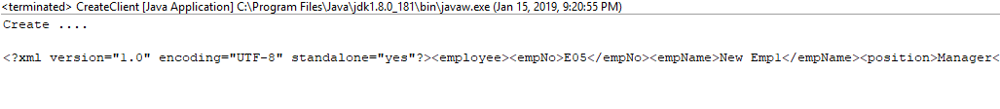 <terminated> CreateClient [Java Application] C:\Program Files\Java\jdk1.8.0_181\bin\javaw.exe (Jan 15, 2019, 9:20:55 PM)
Create ....
<?xml version="1.0" encoding="UTF-8" standalone="yes"?><employee><empNo>E05</empNo><empName>New Empl</empName><position>Manager<